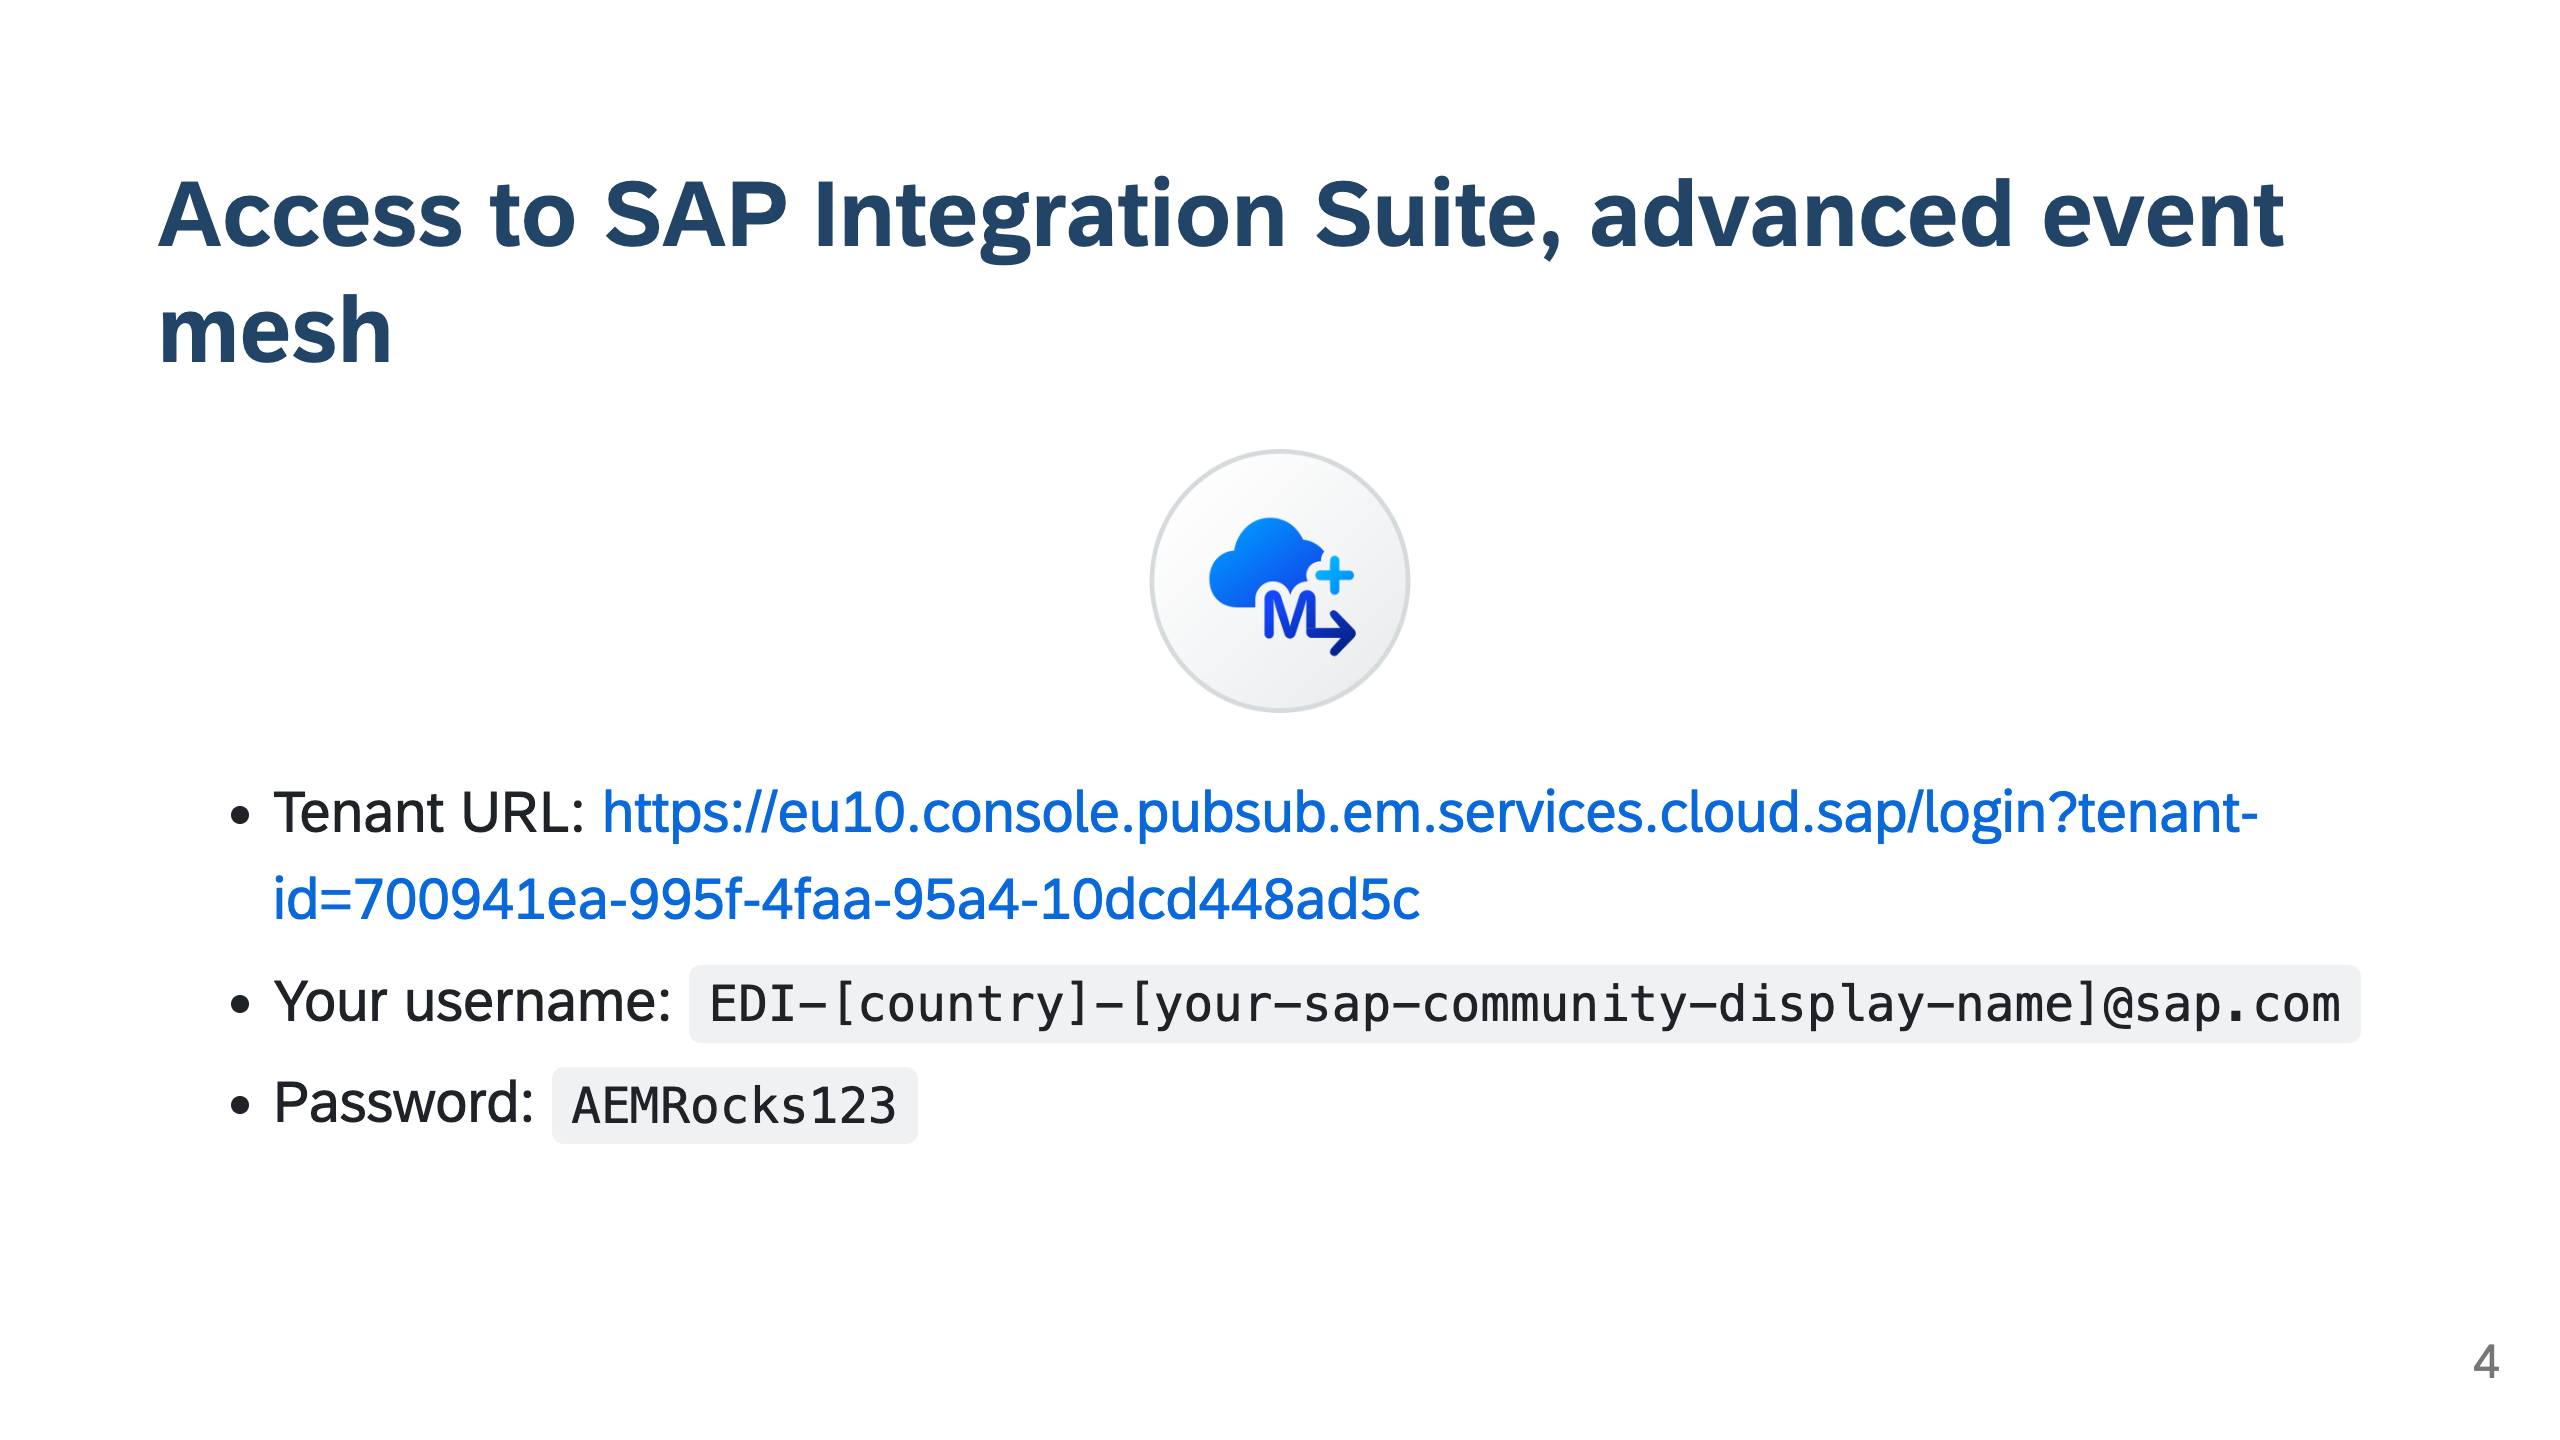 Access to SAP Integration Suite, advanced event
mesh
M
Tenant URL: https://eu10.console.pubsub.em.services.cloud.sap/login?tenant-
id=700941ea-995f-4faa-95a4-10dcd448ad5c
Your username: EDI-[country]-[your-sap-community-display-name]@sap.com
Password: AEMRocks123
4